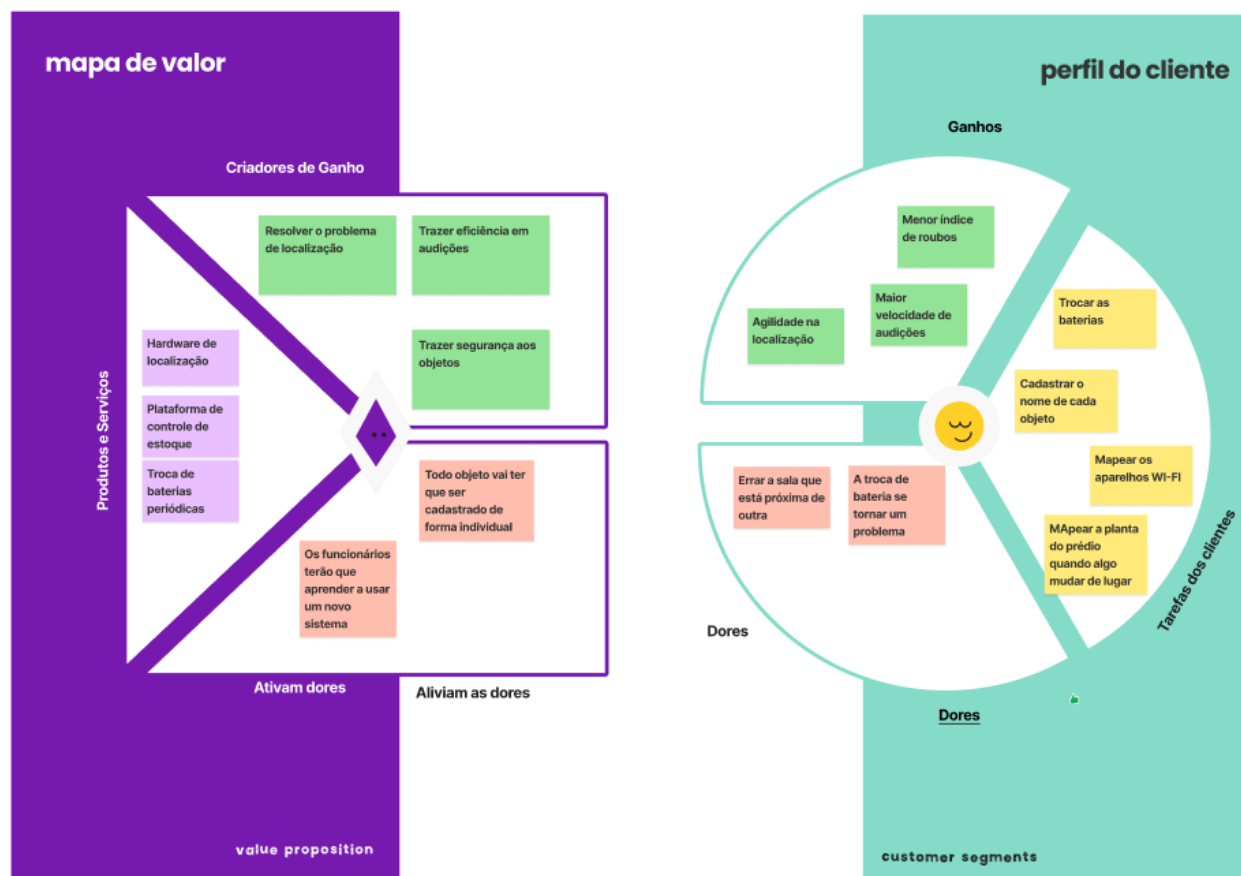 mapa de valor
Criadores de Ganho
Resolver o problema
de localização
Trazer eficiência em
audições
Trazer segurança aos
objetos
Produtos e Serviços
Hardware de
localização
Plataforma de
controle de
estoque
Troca de
baterias
periódicas
Todo objeto vai ter
que ser
cadastrado de
forma individual
Os funcionários
terão que
aprender a usar
um novo
sistema
Ativam dores
Aliviam as dores
value proposition
perfil do cliente
Ganhos
Menor índice
de roubos
Maior
velocidade de
audições
Agilidade na
localização
Trocar as
baterias
Cadastrar o
nome de cada
objeto
Mapear os
aparelhos WI-FI
MApear a planta
do prédio
quando algo
mudar de lugar
Tarefas dos clientes
Errar a sala que
está próxima de
outra
A troca de
bateria se
tornar um
problema
Dores
Dores
customer segments